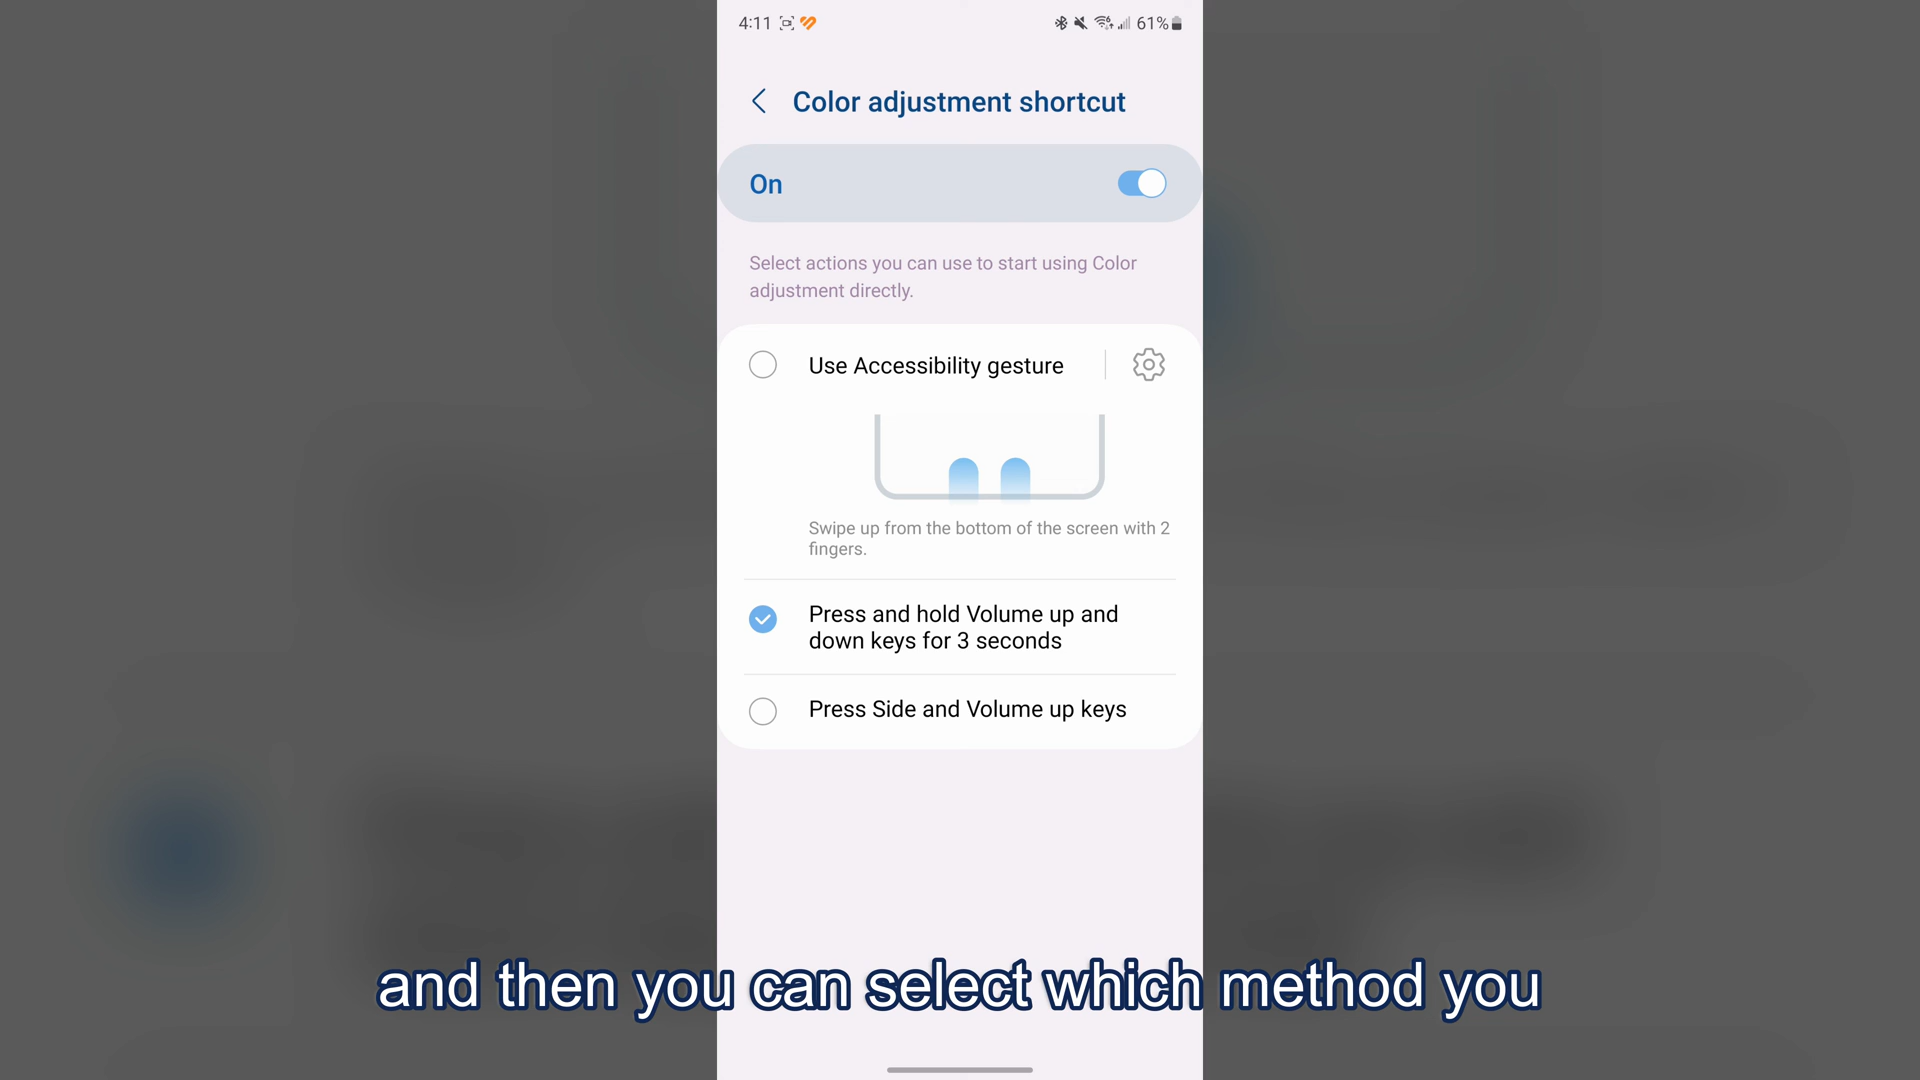 4:11 61%
Color adjustment shortcut
On
Select actions you can use to start using Color
adjustment directly.
Use Accessibility gesture
Swipe up from the bottom of the screen with 2
fingers.
Press and hold Volume up and
down keys for 3 seconds
Press Side and Volume up keys
and then you can select which method you